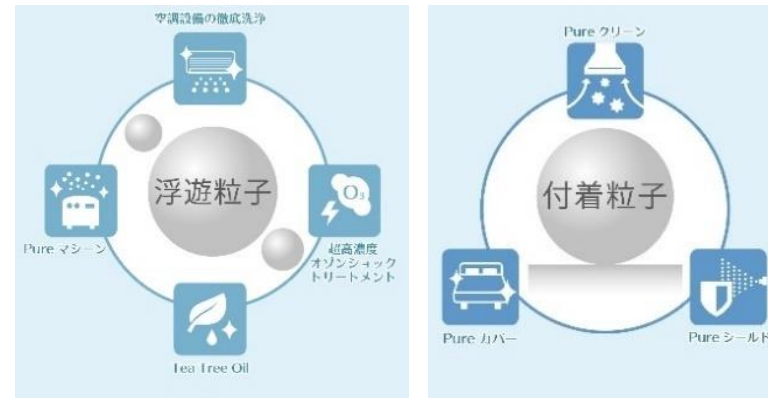 空調設備の徹底洗浄
浮遊粒子
O₃
Pure マシーン
超高濃度
オゾンショック
トリートメント
Tea Tree Oil
Pure クリーン
付着粒子
Pure カバー
Pure シールド